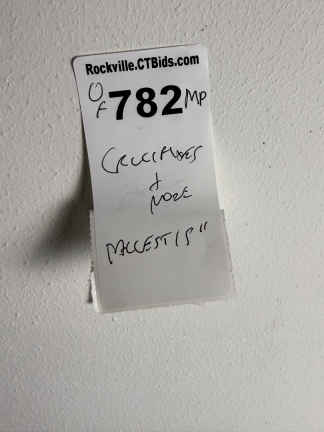 Rockville.CTBids.com
O
F 782 MP
CRUCIFIXES
+
MORE
TALLEST 15"